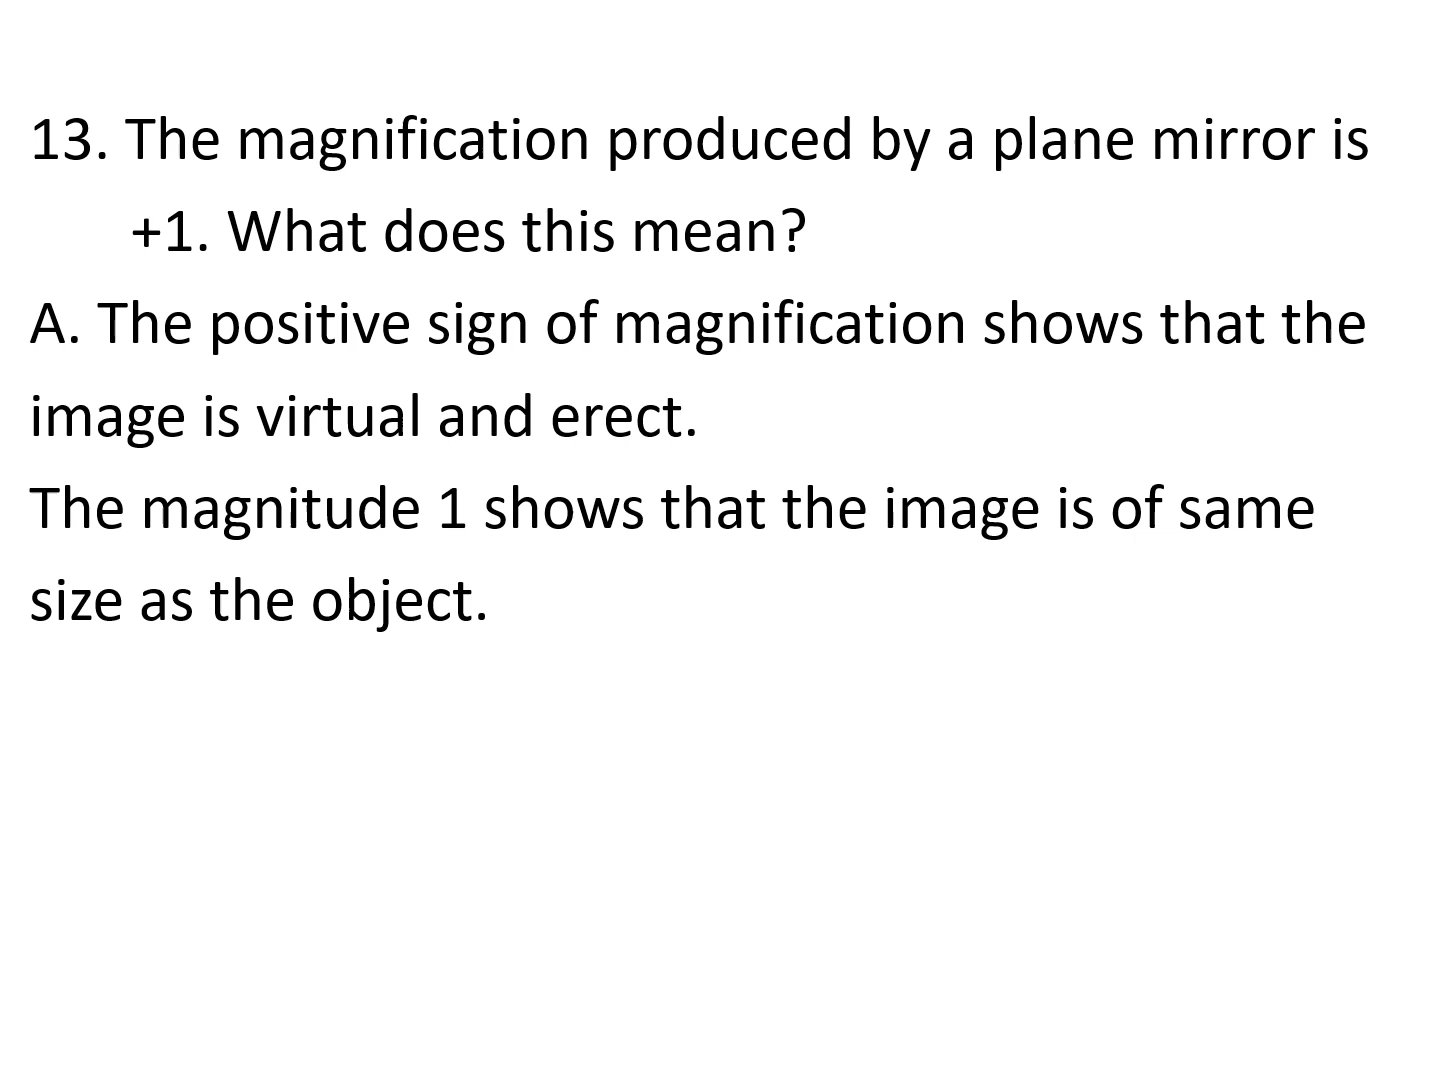 13. The magnification produced by a plane mirror is
+1. What does this mean?
A. The positive sign of magnification shows that the
image is virtual and erect.
The magnitude 1 shows that the image is of same
size as the object.